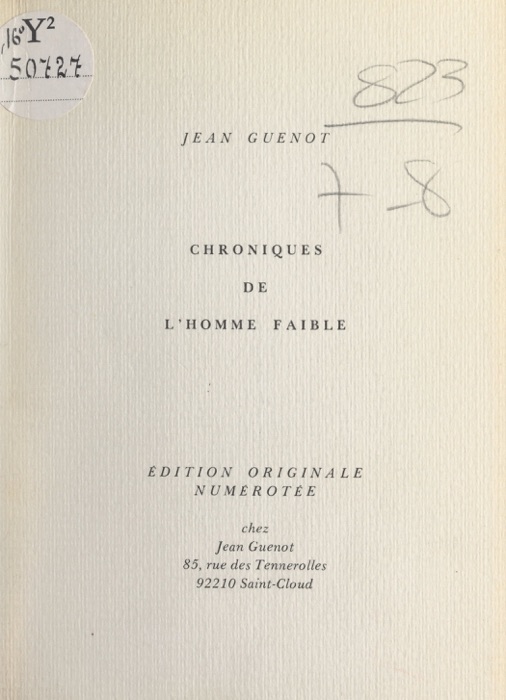 16° Y²
50727
823
+ -8
JEAN GUENOT
CHRONIQUES
DE
L'HOMME FAIBLE
ÉDITION ORIGINALE
NUMÉROTÉE
chez
Jean Guenot
85, rue des Tennerolles
92210 Saint-Cloud